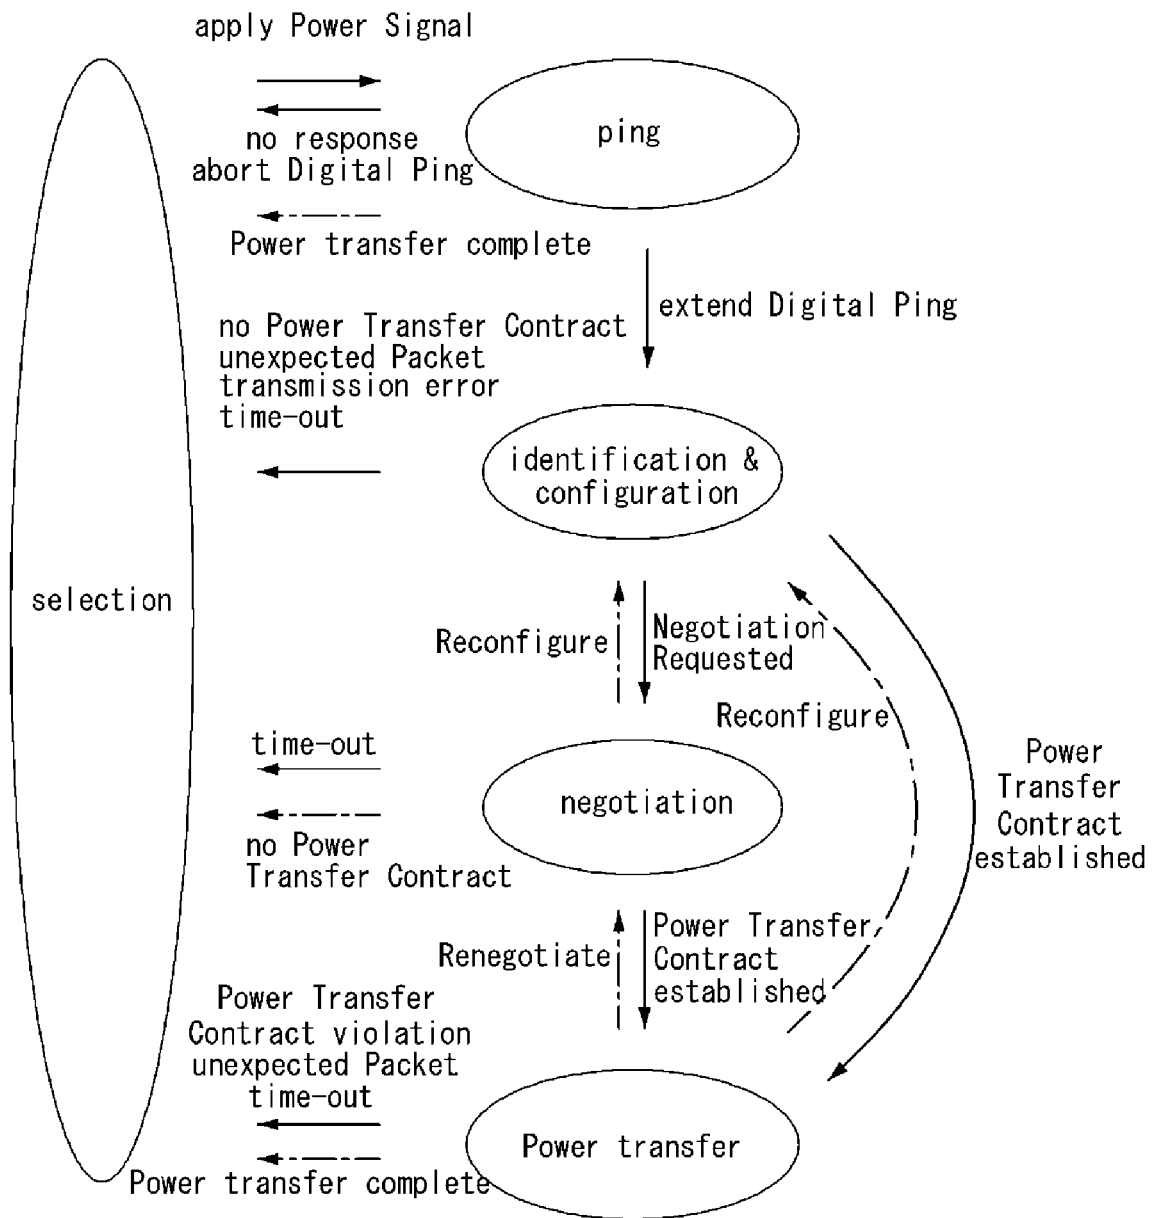 apply Power Signal
ping
no response
abort Digital Ping
Power transfer complete
extend Digital Ping
no Power Transfer Contract
unexpected Packet
transmission error
time-out
identification &
configuration
selection
Reconfigure
Negotiation
Requested
Reconfigure
time-out
negotiation
no Power
Transfer Contract
Power
Transfer
Contract
established
Renegotiate
Power Transfer
Contract
established
Power Transfer
Contract violation
unexpected Packet
time-out
Power transfer
Power transfer complete